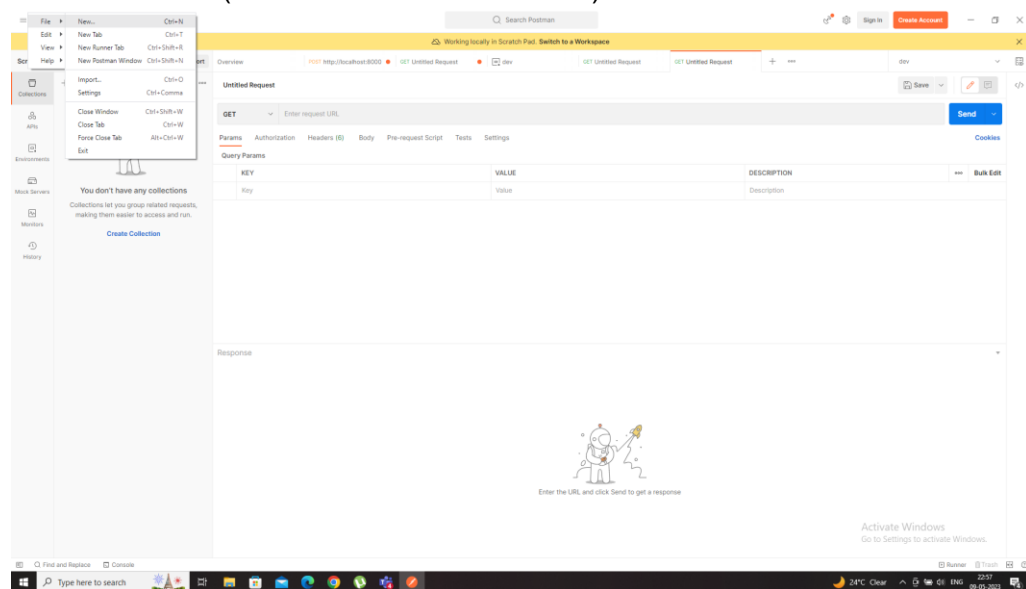 File New... Ctrl+N Search Postman Sign In Create Account
Edit New Tab Ctrl+T Working locally in Scratch Pad. Switch to a Workspace
View New Runner Tab Ctrl+Shift+R
Help New Postman Window Ctrl+Shift+N Overview POST http://localhost:8000 GET Untitled Request dev GET Untitled Request GET Untitled Request dev
Import... Ctrl+O
Settings Ctrl+Comma
Close Window Ctrl+Shift+W
Close Tab Ctrl+W
Force Close Tab Alt+Ctrl+W
Exit
Untitled Request Save
GET Enter request URL Send
Params Authorization Headers (6) Body Pre-request Script Tests Settings Cookies
Query Params
KEY VALUE DESCRIPTION Bulk Edit
Key Value Description
Collections
APIs
Environments
Mock Servers
Monitors
History
You don't have any collections
Collections let you group related requests,
making them easier to access and run.
Create Collection
Response
Enter the URL and click Send to get a response
Activate Windows
Go to Settings to activate Windows.
Find and Replace Console Runner Trash
Type here to search 24°C Clear ENG 22:57
09-05-2023